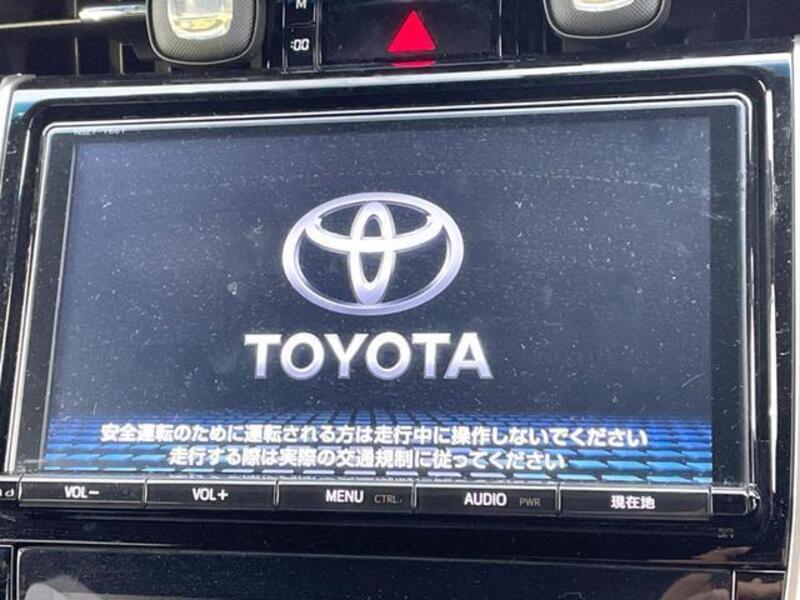 M
:00
TOYOTA
安全運転のために運転される方は走行中に操作しないでください
走行する際は実際の交通規制に従ってください
VOL− VOL+ MENU CTRL AUDIO PWR 現在地